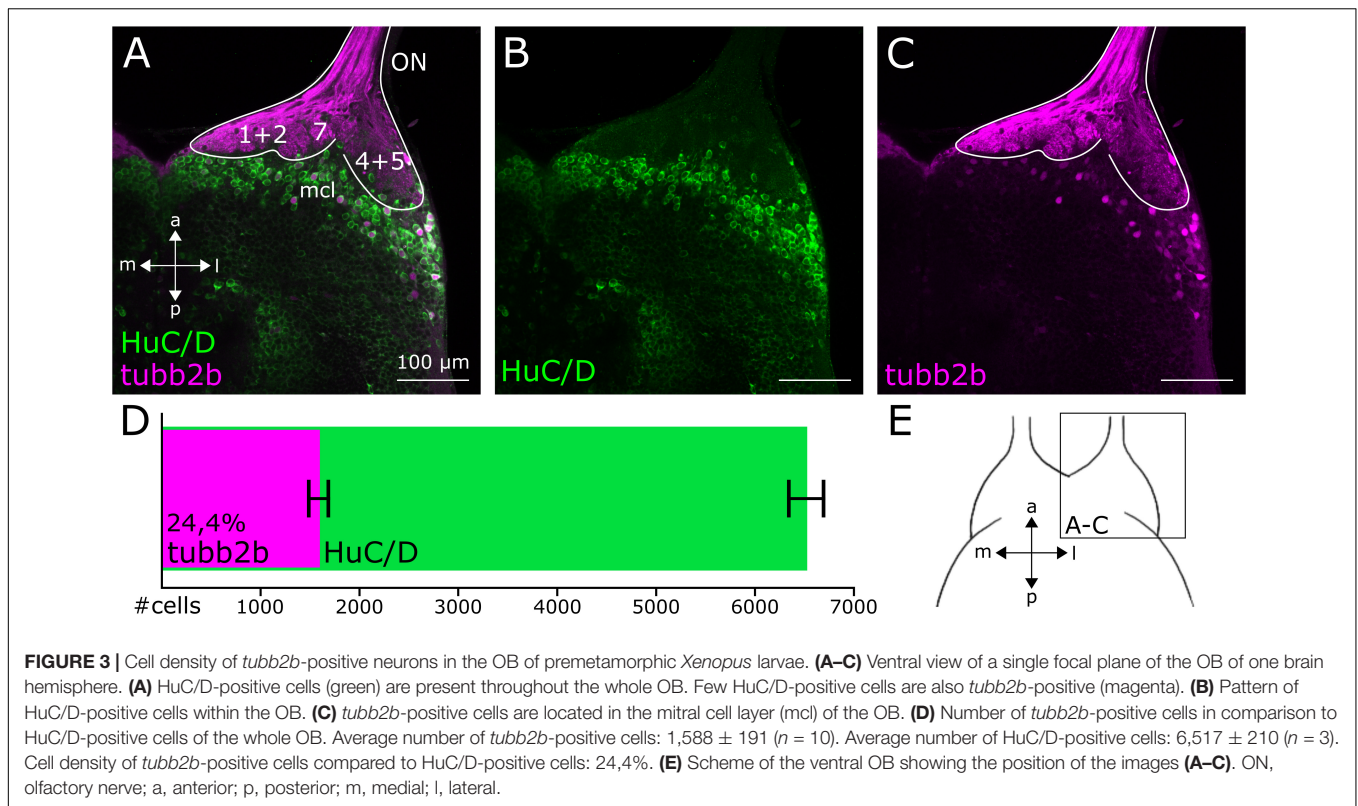 A
ON
1+2
7
4+5
mcl
a
m
l
p
HuC/D
tubb2b
100 µm
B
HuC/D
C
tubb2b
D
24,4%
tubb2b
HuC/D
#cells
1000
2000
3000
4000
5000
6000
7000
E
a
m
l
p
A-C
FIGURE 3 | Cell density of tubb2b-positive neurons in the OB of premetamorphic Xenopus larvae. (A–C) Ventral view of a single focal plane of the OB of one brain
hemisphere. (A) HuC/D-positive cells (green) are present throughout the whole OB. Few HuC/D-positive cells are also tubb2b-positive (magenta). (B) Pattern of
HuC/D-positive cells within the OB. (C) tubb2b-positive cells are located in the mitral cell layer (mcl) of the OB. (D) Number of tubb2b-positive cells in comparison to
HuC/D-positive cells of the whole OB. Average number of tubb2b-positive cells: 1,588 ± 191 (n = 10). Average number of HuC/D-positive cells: 6,517 ± 210 (n = 3).
Cell density of tubb2b-positive cells compared to HuC/D-positive cells: 24,4%. (E) Scheme of the ventral OB showing the position of the images (A–C). ON,
olfactory nerve; a, anterior; p, posterior; m, medial; l, lateral.